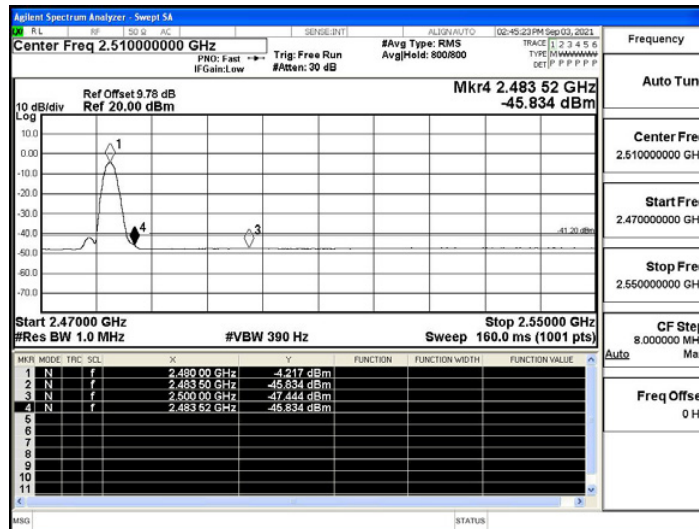 Agilent Spectrum Analyzer - Swept SA
RL RF 50 Ω AC SENSE:INT ALIGNAUTO 02:45:23 PM Sep 03, 2021
Center Freq 2.510000000 GHz
PNO: Fast
IFGain:Low
Trig: Free Run
#Atten: 30 dB
#Avg Type: RMS
Avg|Hold: 800/800
TRACE 1 2 3 4 5 6
TYPE M W W W W W
DET P P P P P P
Ref Offset 9.78 dB
10 dB/div Ref 20.00 dBm
Log
Mkr4 2.483 52 GHz
-45.834 dBm
10.0
0.00
-10.0
-20.0
-30.0
-40.0
-50.0
-60.0
-70.0
1
4
3
-41.20 dBm
Start 2.47000 GHz Stop 2.55000 GHz
#Res BW 1.0 MHz #VBW 390 Hz Sweep 160.0 ms (1001 pts)
MKR MODE TRC SCL X Y FUNCTION FUNCTION WIDTH FUNCTION VALUE
1 N f 2.480 00 GHz -4.217 dBm
2 N f 2.483 50 GHz -45.834 dBm
3 N f 2.500 00 GHz -47.444 dBm
4 N f 2.483 52 GHz -45.834 dBm
5
6
7
8
9
10
11
MSG STATUS
Frequency
Auto Tun
Center Fre
2.510000000 GH
Start Fre
2.470000000 GH
Stop Fre
2.550000000 GH
CF Step
8.000000 MH
Auto Ma
Freq Offse
0 H